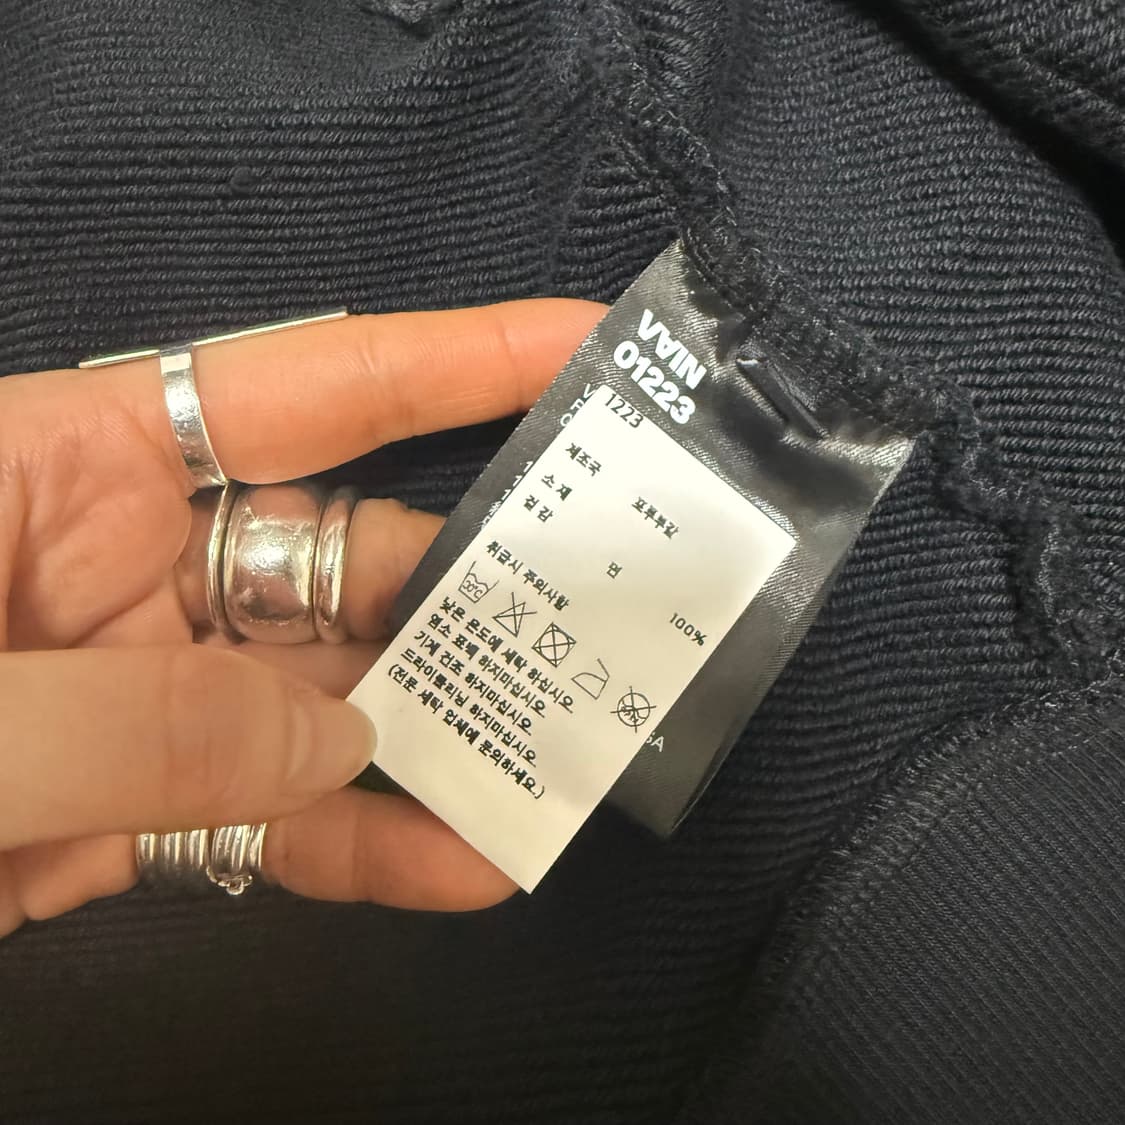 VAIN
01223
1223
제조국 포르투갈
소재
겉감 면 100%
취급시 주의사항
30℃
낮은 온도에 세탁 하십시오.
염소 표백 하지마십시오.
기계 건조 하지마십시오.
드라이클리닝 하지마십시오.
(전문 세탁 업체에 문의하세요.)